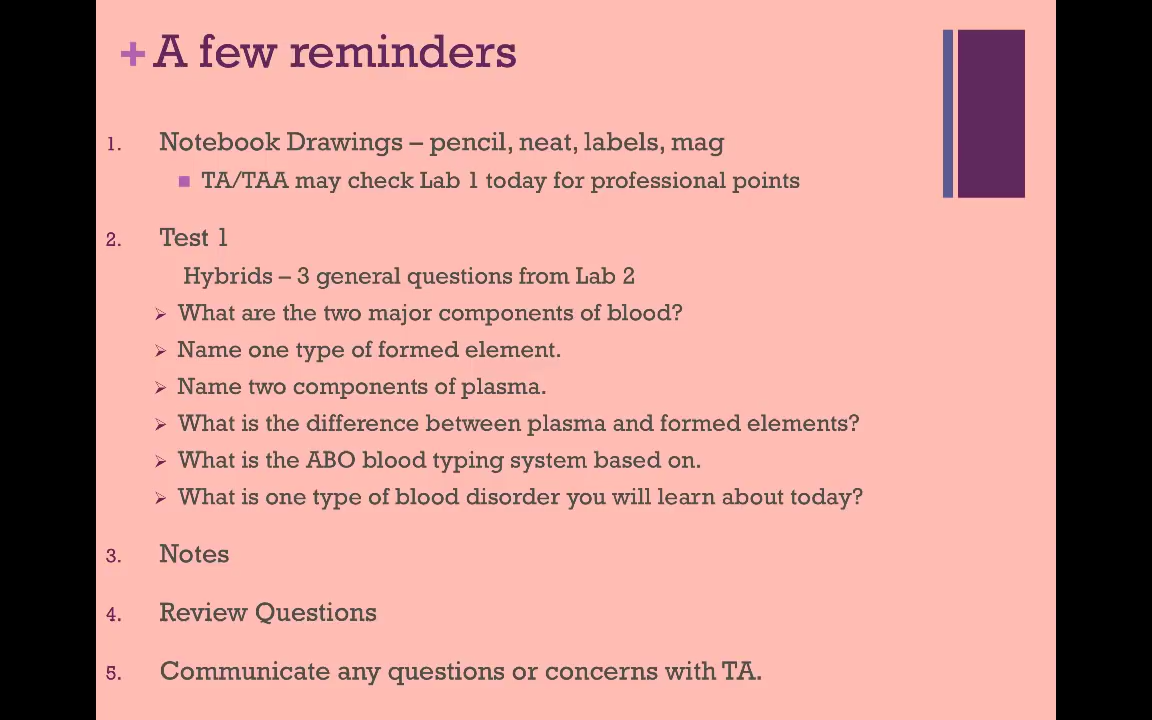 + A few reminders
1. Notebook Drawings – pencil, neat, labels, mag
■ TA/TAA may check Lab 1 today for professional points
2. Test 1
Hybrids – 3 general questions from Lab 2
➢ What are the two major components of blood?
➢ Name one type of formed element.
➢ Name two components of plasma.
➢ What is the difference between plasma and formed elements?
➢ What is the ABO blood typing system based on.
➢ What is one type of blood disorder you will learn about today?
3. Notes
4. Review Questions
5. Communicate any questions or concerns with TA.